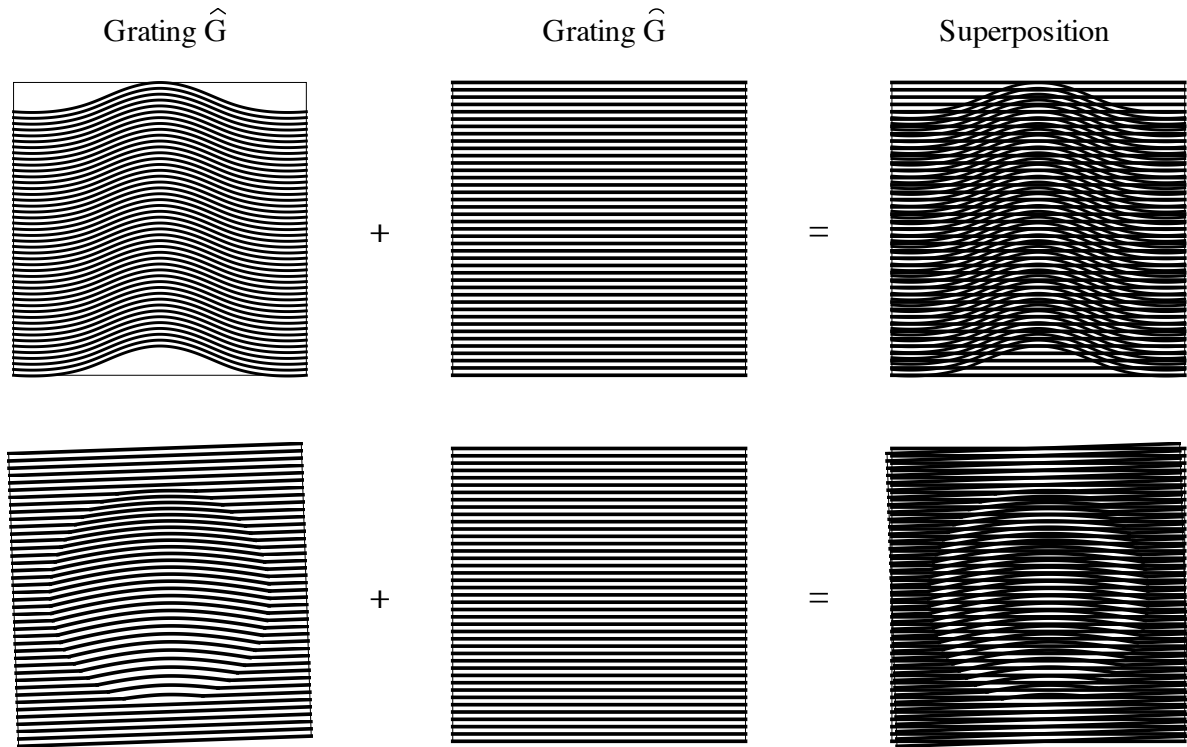 Grating Ĝ
Grating G̑
Superposition
+
=
+
=